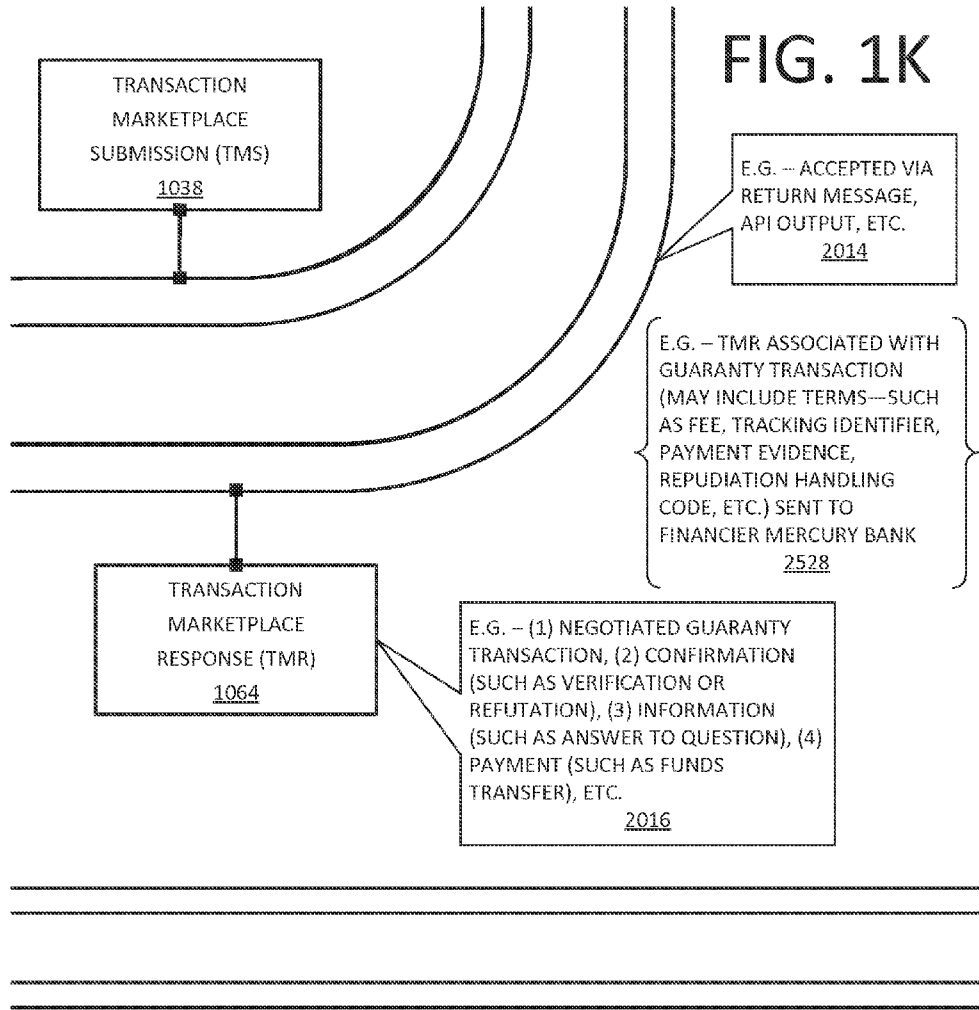 FIG. 1K
TRANSACTION
MARKETPLACE
SUBMISSION (TMS)
1038
E.G. – ACCEPTED VIA
RETURN MESSAGE,
API OUTPUT, ETC.
2014
E.G. – TMR ASSOCIATED WITH
GUARANTY TRANSACTION
(MAY INCLUDE TERMS—SUCH
AS FEE, TRACKING IDENTIFIER,
PAYMENT EVIDENCE,
REPUDIATION HANDLING
CODE, ETC.) SENT TO
FINANCIER MERCURY BANK
2528
TRANSACTION
MARKETPLACE
RESPONSE (TMR)
1064
E.G. – (1) NEGOTIATED GUARANTY
TRANSACTION, (2) CONFIRMATION
(SUCH AS VERIFICATION OR
REFUTATION), (3) INFORMATION
(SUCH AS ANSWER TO QUESTION), (4)
PAYMENT (SUCH AS FUNDS
TRANSFER), ETC.
2016